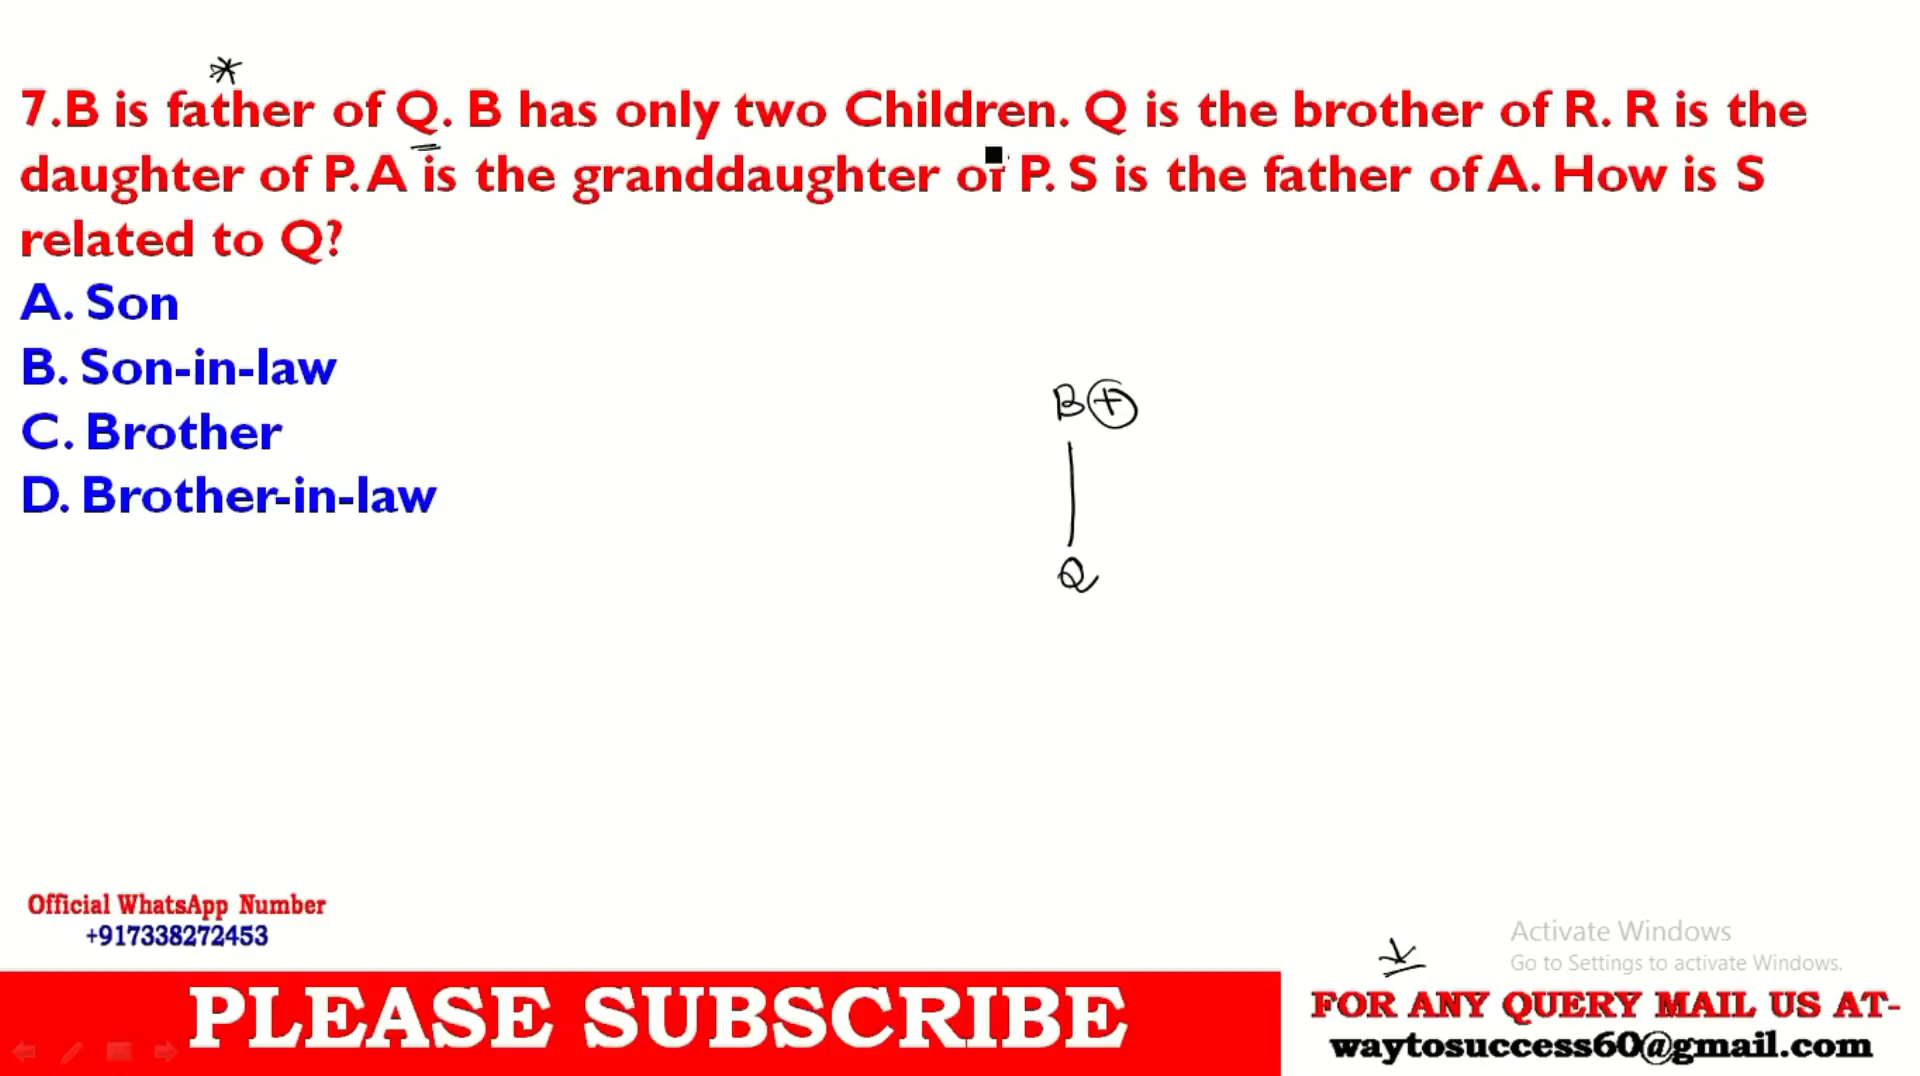 7.B is father of Q. B has only two Children. Q is the brother of R. R is the
daughter of P. A is the granddaughter of P. S is the father of A. How is S
related to Q?
A. Son
B. Son-in-law
C. Brother
D. Brother-in-law
B +
Q
Official WhatsApp Number
+917338272453
Activate Windows
Go to Settings to activate Windows.
PLEASE SUBSCRIBE
FOR ANY QUERY MAIL US AT-
waytosuccess60@gmail.com